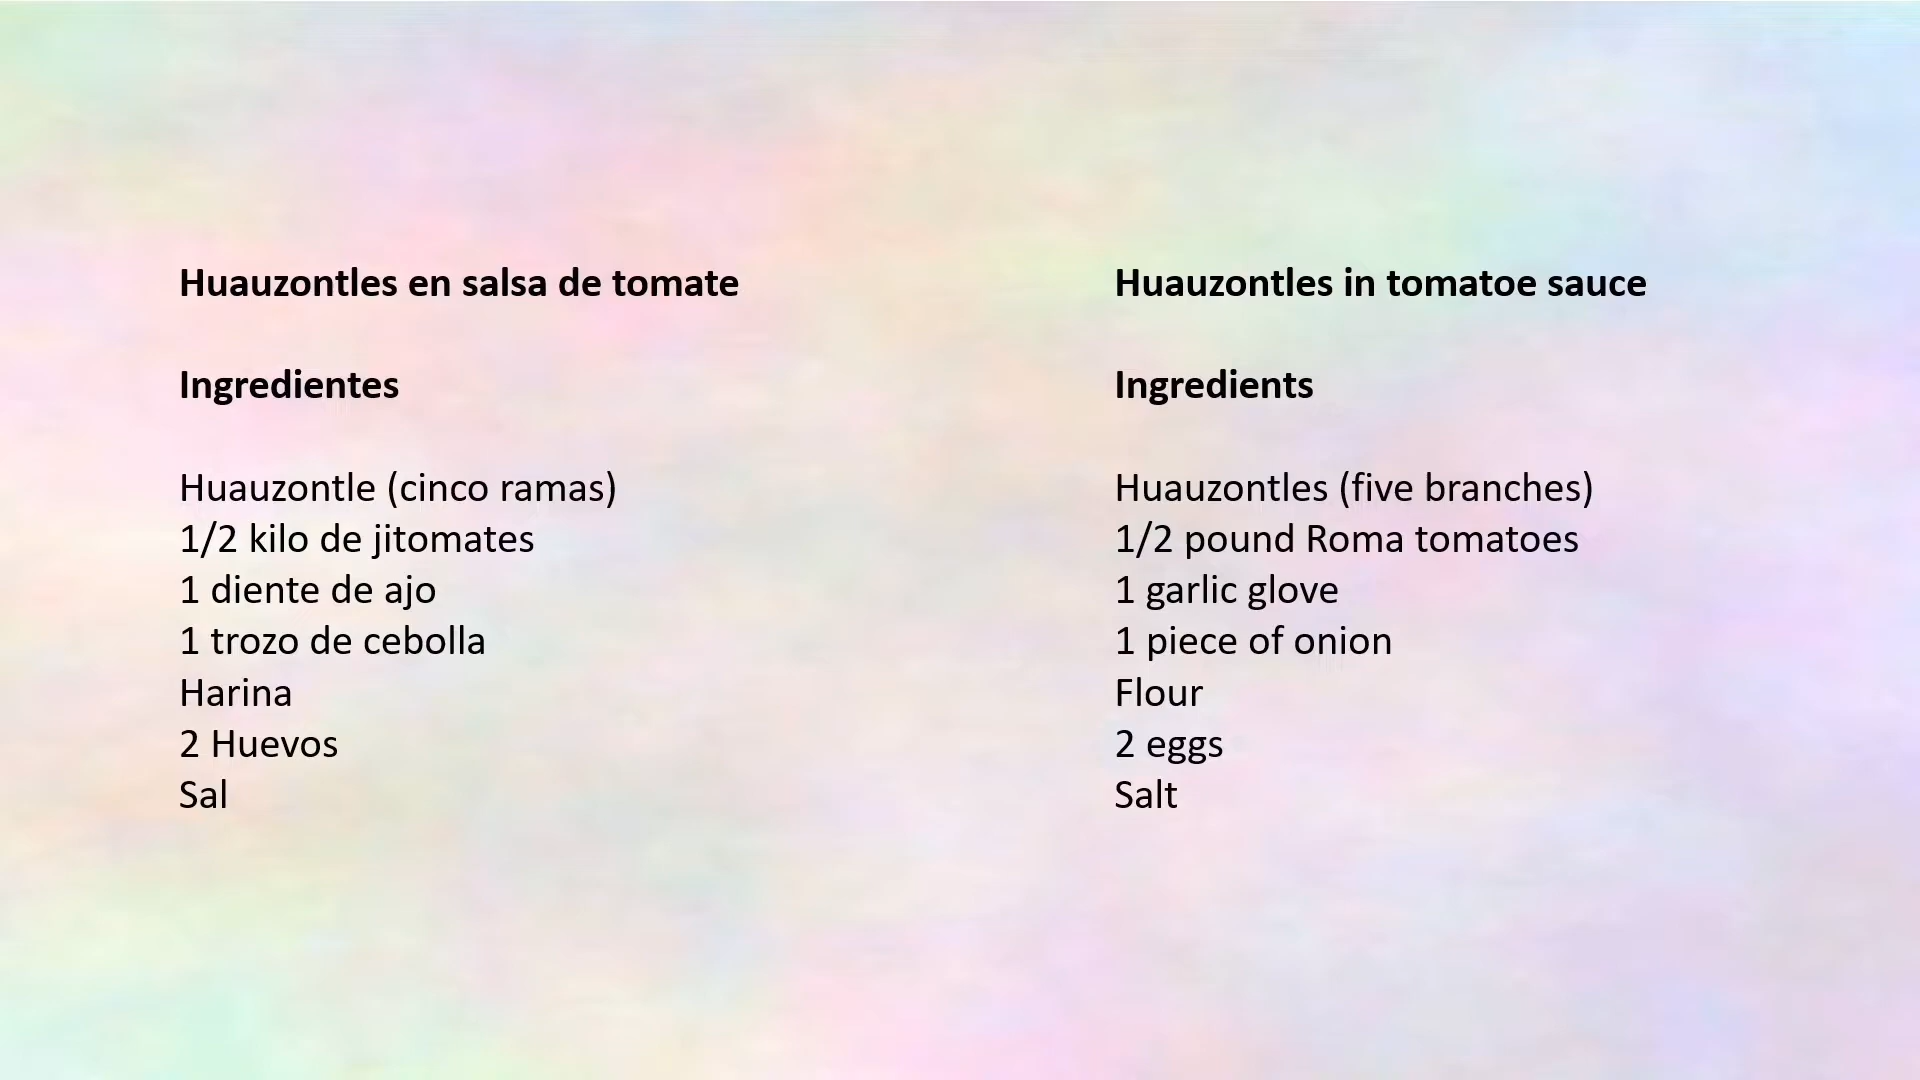 Huauzontles en salsa de tomate
Ingredientes
Huauzontle (cinco ramas)
1/2 kilo de jitomates
1 diente de ajo
1 trozo de cebolla
Harina
2 Huevos
Sal
Huauzontles in tomatoe sauce
Ingredients
Huauzontles (five branches)
1/2 pound Roma tomatoes
1 garlic glove
1 piece of onion
Flour
2 eggs
Salt